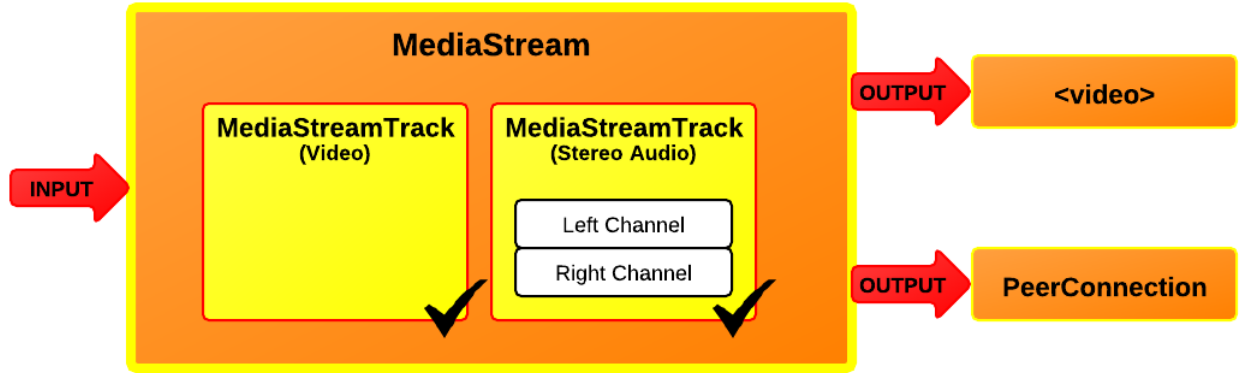 MediaStream
MediaStreamTrack
(Video)
MediaStreamTrack
(Stereo Audio)
Left Channel
Right Channel
INPUT
OUTPUT
<video>
OUTPUT
PeerConnection